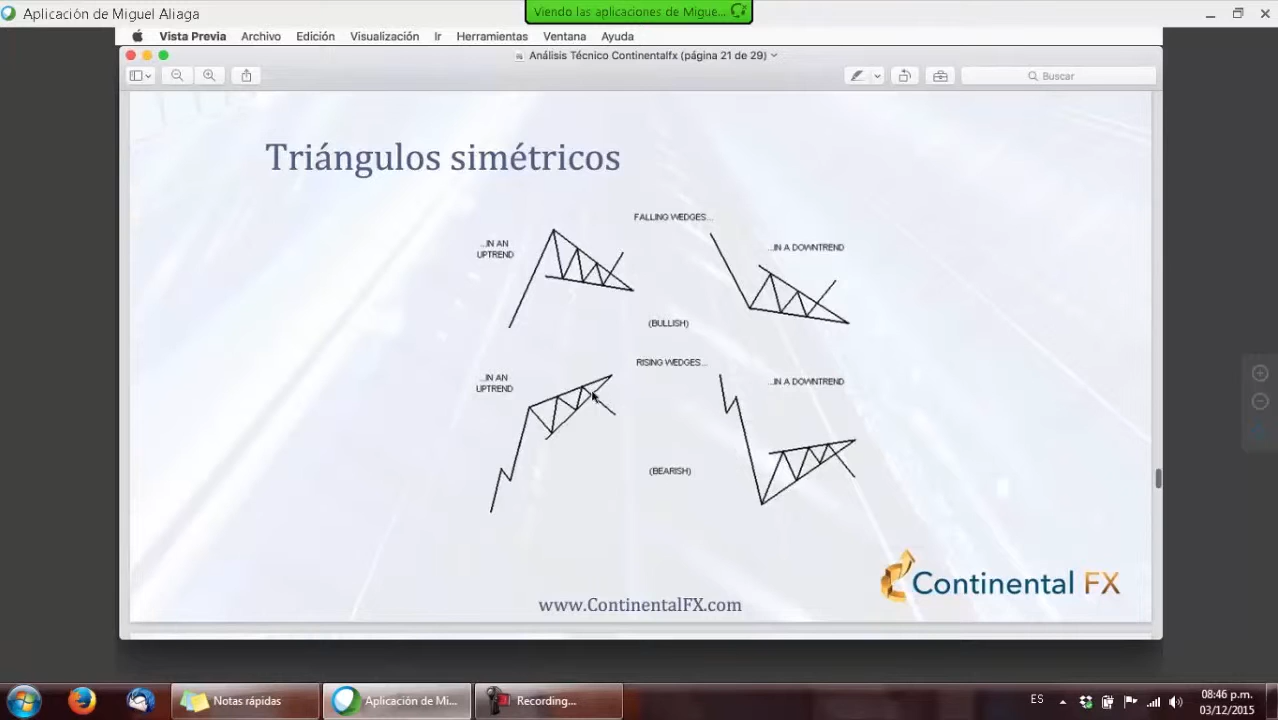 Aplicación de Miguel Aliaga
Viendo las aplicaciones de Migue...
Vista Previa Archivo Edición Visualización Ir Herramientas Ventana Ayuda
Análisis Técnico Continentalfx (página 21 de 29)
Buscar
Triángulos simétricos
FALLING WEDGES...
...IN AN
UPTREND
...IN A DOWNTREND
(BULLISH)
RISING WEDGES...
...IN AN
UPTREND
...IN A DOWNTREND
(BEARISH)
Continental FX
www.ContinentalFX.com
Notas rápidas
Aplicación de Mi...
Recording...
ES
08:46 p.m.
03/12/2015